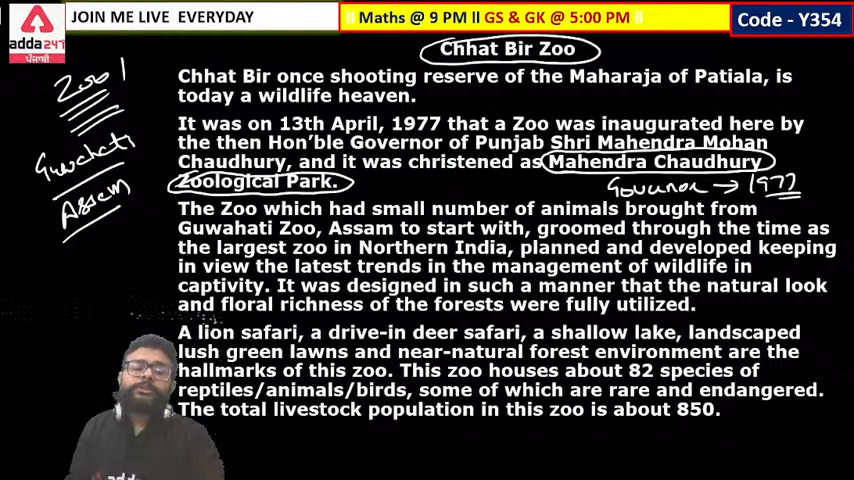 JOIN ME LIVE EVERYDAY
|| Maths @ 9 PM || GS & GK @ 5:00 PM ||
Code - Y354
adda247
ਪੰਜਾਬੀ
Chhat Bir Zoo
Zoo
Guwahati
Assam
Chhat Bir once shooting reserve of the Maharaja of Patiala, is
today a wildlife heaven.
It was on 13th April, 1977 that a Zoo was inaugurated here by
the then Hon'ble Governor of Punjab Shri Mahendra Mohan
Chaudhury, and it was christened as Mahendra Chaudhury
Zoological Park.
Governor → 1977
The Zoo which had small number of animals brought from
Guwahati Zoo, Assam to start with, groomed through the time as
the largest zoo in Northern India, planned and developed keeping
in view the latest trends in the management of wildlife in
captivity. It was designed in such a manner that the natural look
and floral richness of the forests were fully utilized.
A lion safari, a drive-in deer safari, a shallow lake, landscaped
lush green lawns and near-natural forest environment are the
hallmarks of this zoo. This zoo houses about 82 species of
reptiles/animals/birds, some of which are rare and endangered.
The total livestock population in this zoo is about 850.